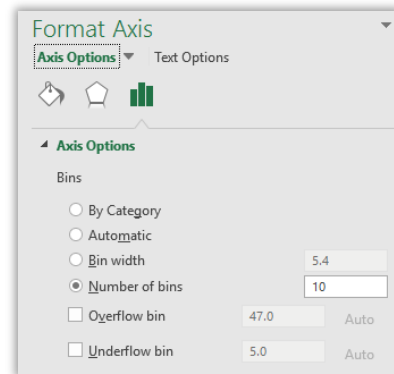 Format Axis
Axis Options Text Options
Axis Options
Bins
By Category
Automatic
Bin width 5.4
Number of bins 10
Overflow bin 47.0 Auto
Underflow bin 5.0 Auto